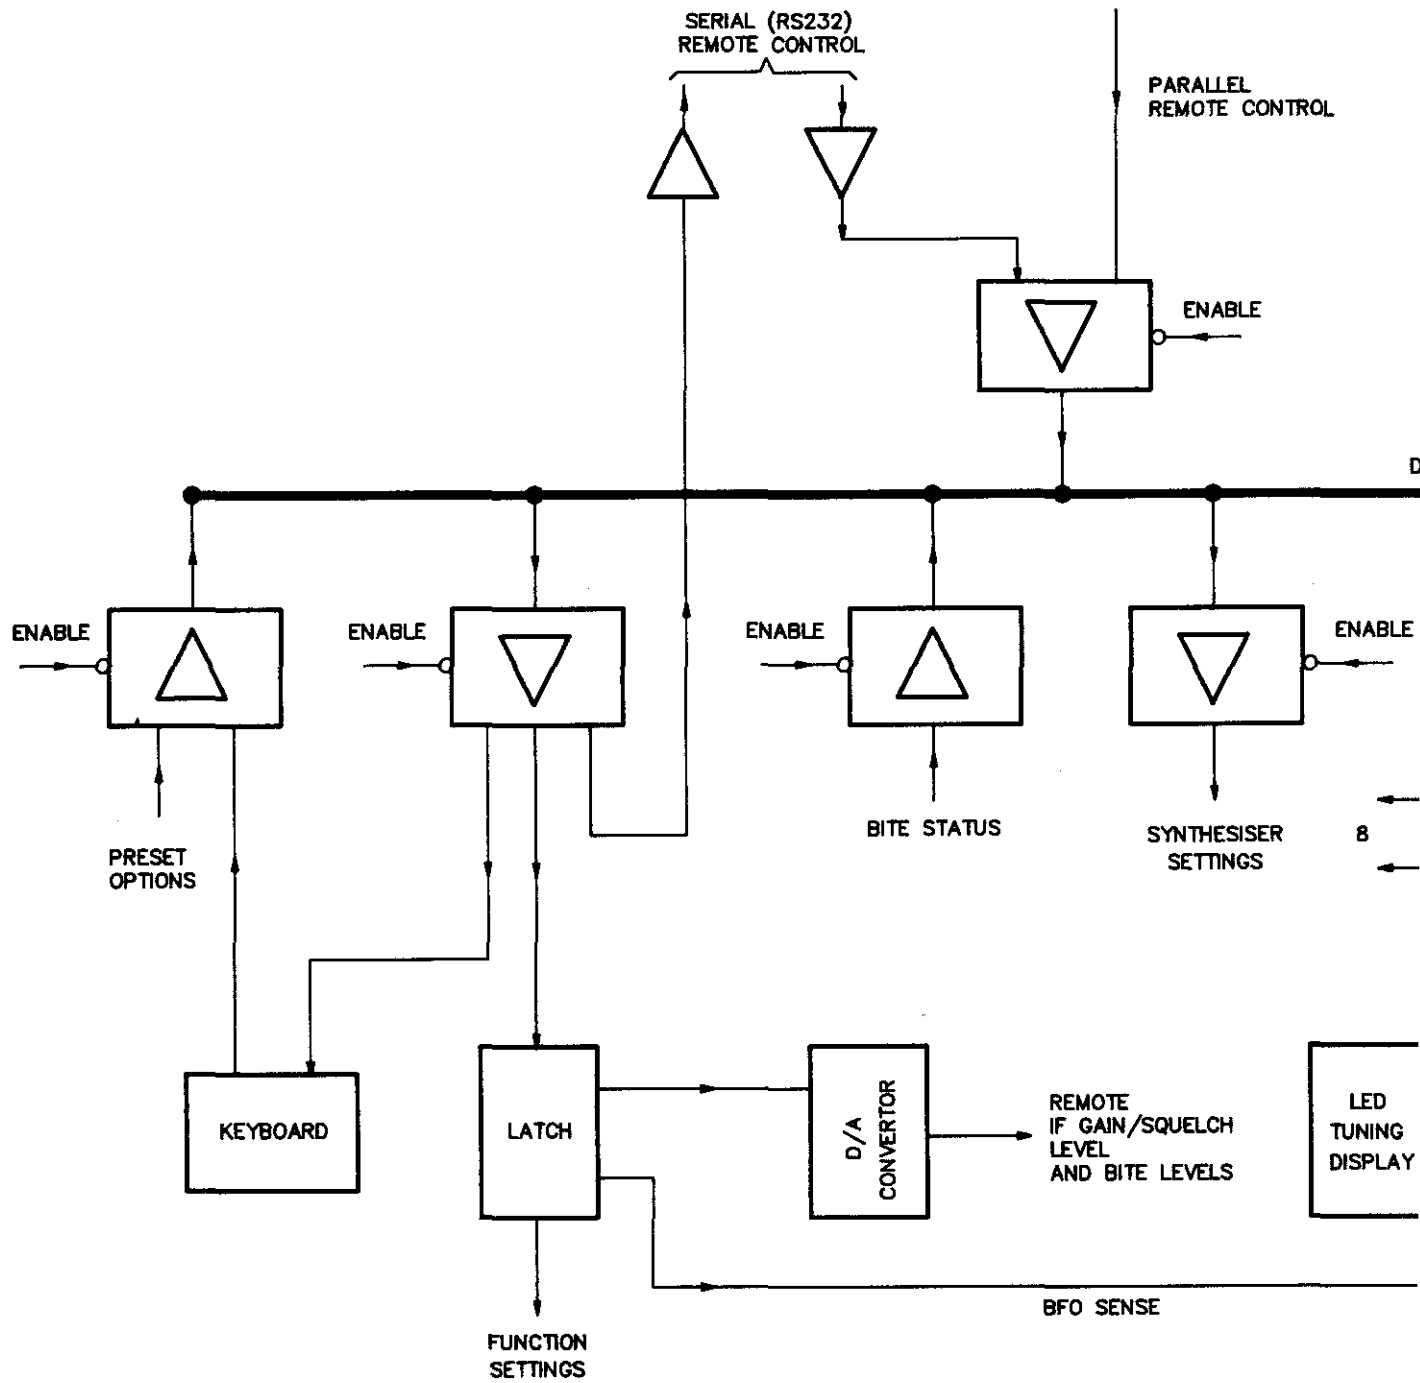 SERIAL (RS232)
REMOTE CONTROL
PARALLEL
REMOTE CONTROL
ENABLE
D
ENABLE
ENABLE
ENABLE
ENABLE
PRESET
OPTIONS
BITE STATUS
SYNTHESISER
SETTINGS
8
KEYBOARD
LATCH
D/A
CONVERTOR
REMOTE
IF GAIN/SQUELCH
LEVEL
AND BITE LEVELS
LED
TUNING
DISPLAY
BFO SENSE
FUNCTION
SETTINGS